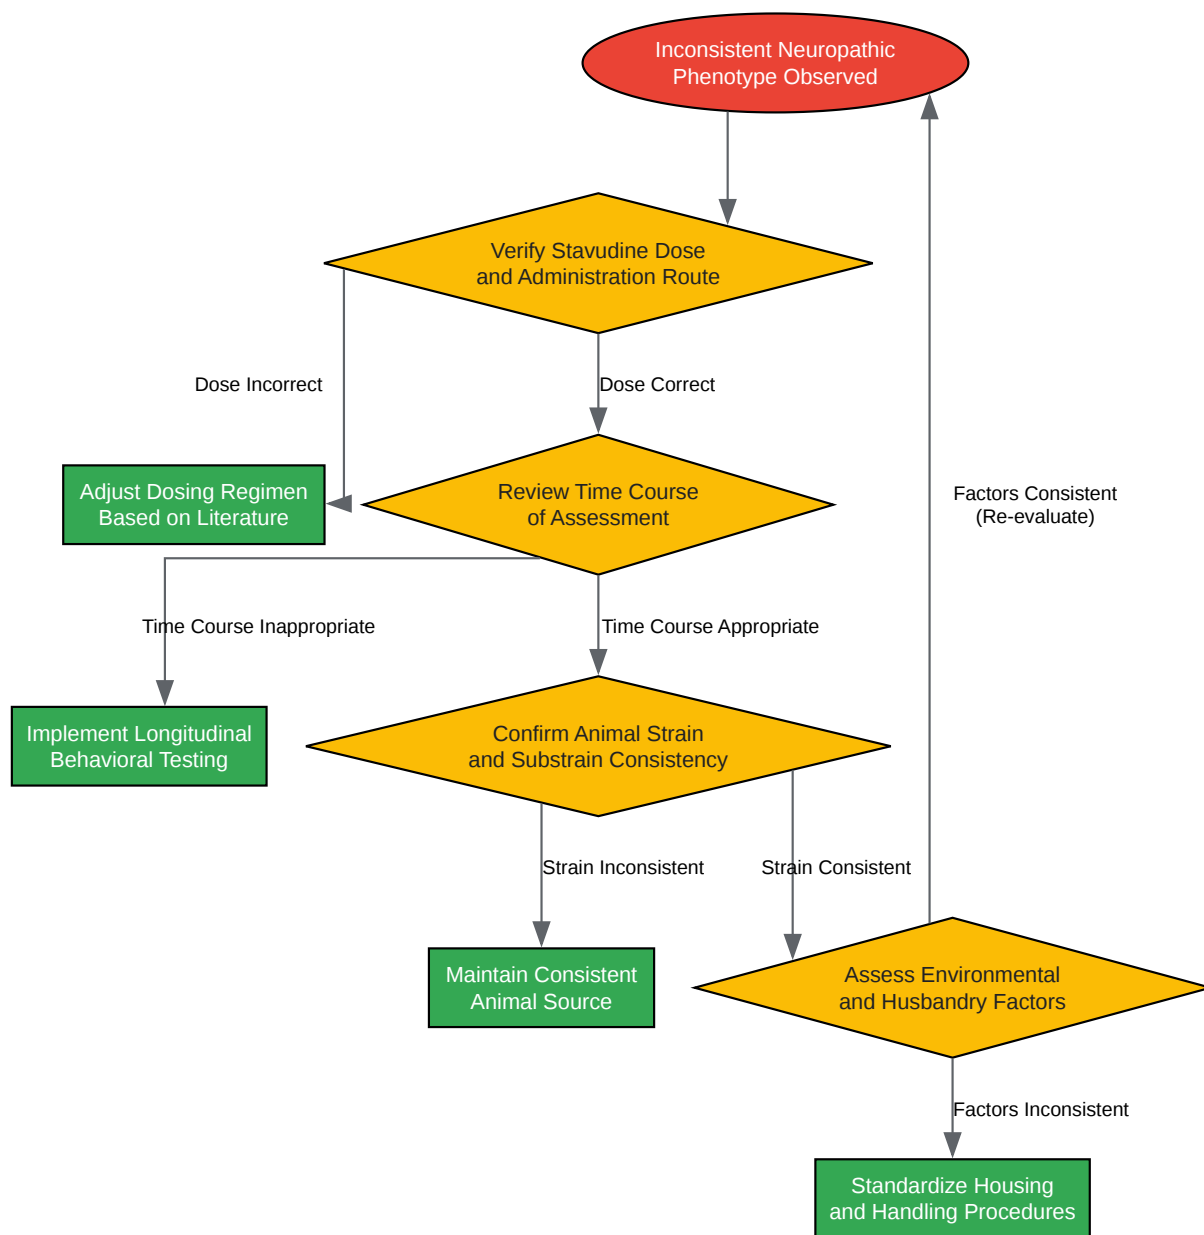 Inconsistent Neuropathic
Phenotype Observed
Verify Stavudine Dose
and Administration Route
Dose Incorrect
Dose Correct
Adjust Dosing Regimen
Based on Literature
Review Time Course
of Assessment
Factors Consistent
(Re-evaluate)
Time Course Inappropriate
Time Course Appropriate
Implement Longitudinal
Behavioral Testing
Confirm Animal Strain
and Substrain Consistency
Strain Inconsistent
Strain Consistent
Maintain Consistent
Animal Source
Assess Environmental
and Husbandry Factors
Factors Inconsistent
Standardize Housing
and Handling Procedures